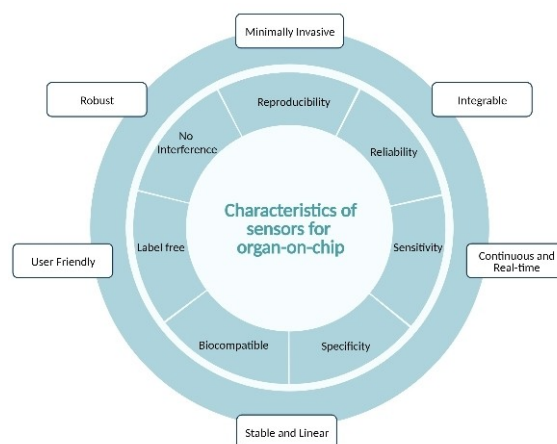 Minimally Invasive
Robust
Integrable
Reproducibility
No
Interference
Reliability
Characteristics of
sensors for
organ-on-chip
Label free
Sensitivity
User Friendly
Continuous and
Real-time
Biocompatible
Specificity
Stable and Linear